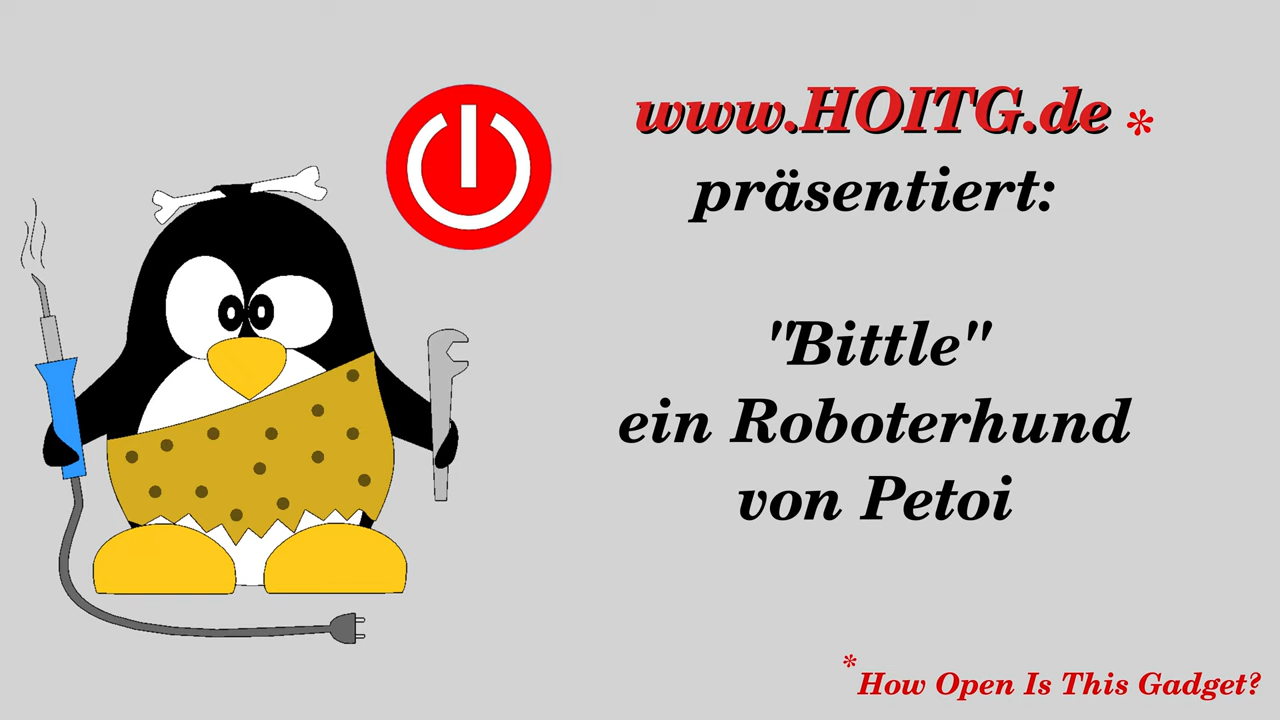 www.HOITG.de *
präsentiert:
"Bittle"
ein Roboterhund
von Petoi
*How Open Is This Gadget?